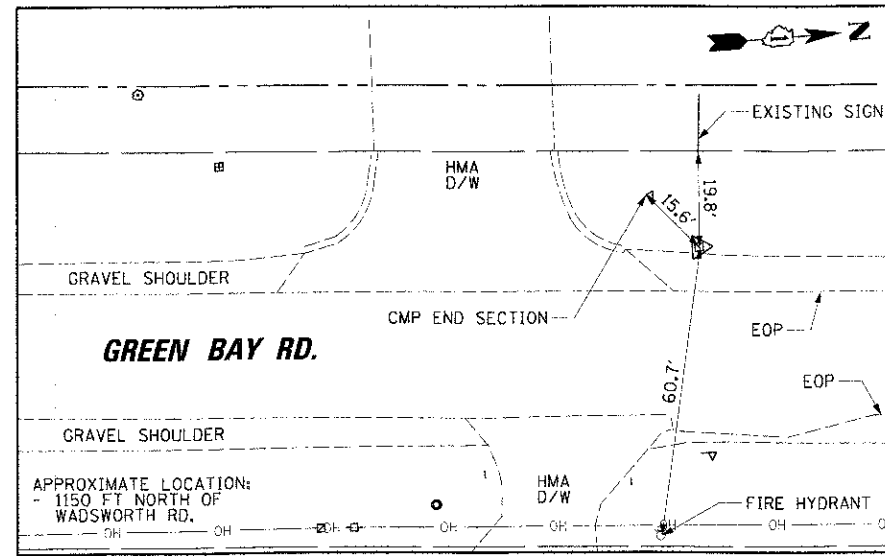 N
EXISTING SIGN
HMA
D/W
19.8'
15.6'
GRAVEL SHOULDER
CMP END SECTION
EOP
GREEN BAY RD.
60.7'
EOP
GRAVEL SHOULDER
APPROXIMATE LOCATION:
- 1150 FT NORTH OF
WADSWORTH RD.
HMA
D/W
FIRE HYDRANT
OH
OH
OH
OH
OH
OH
OH
OH